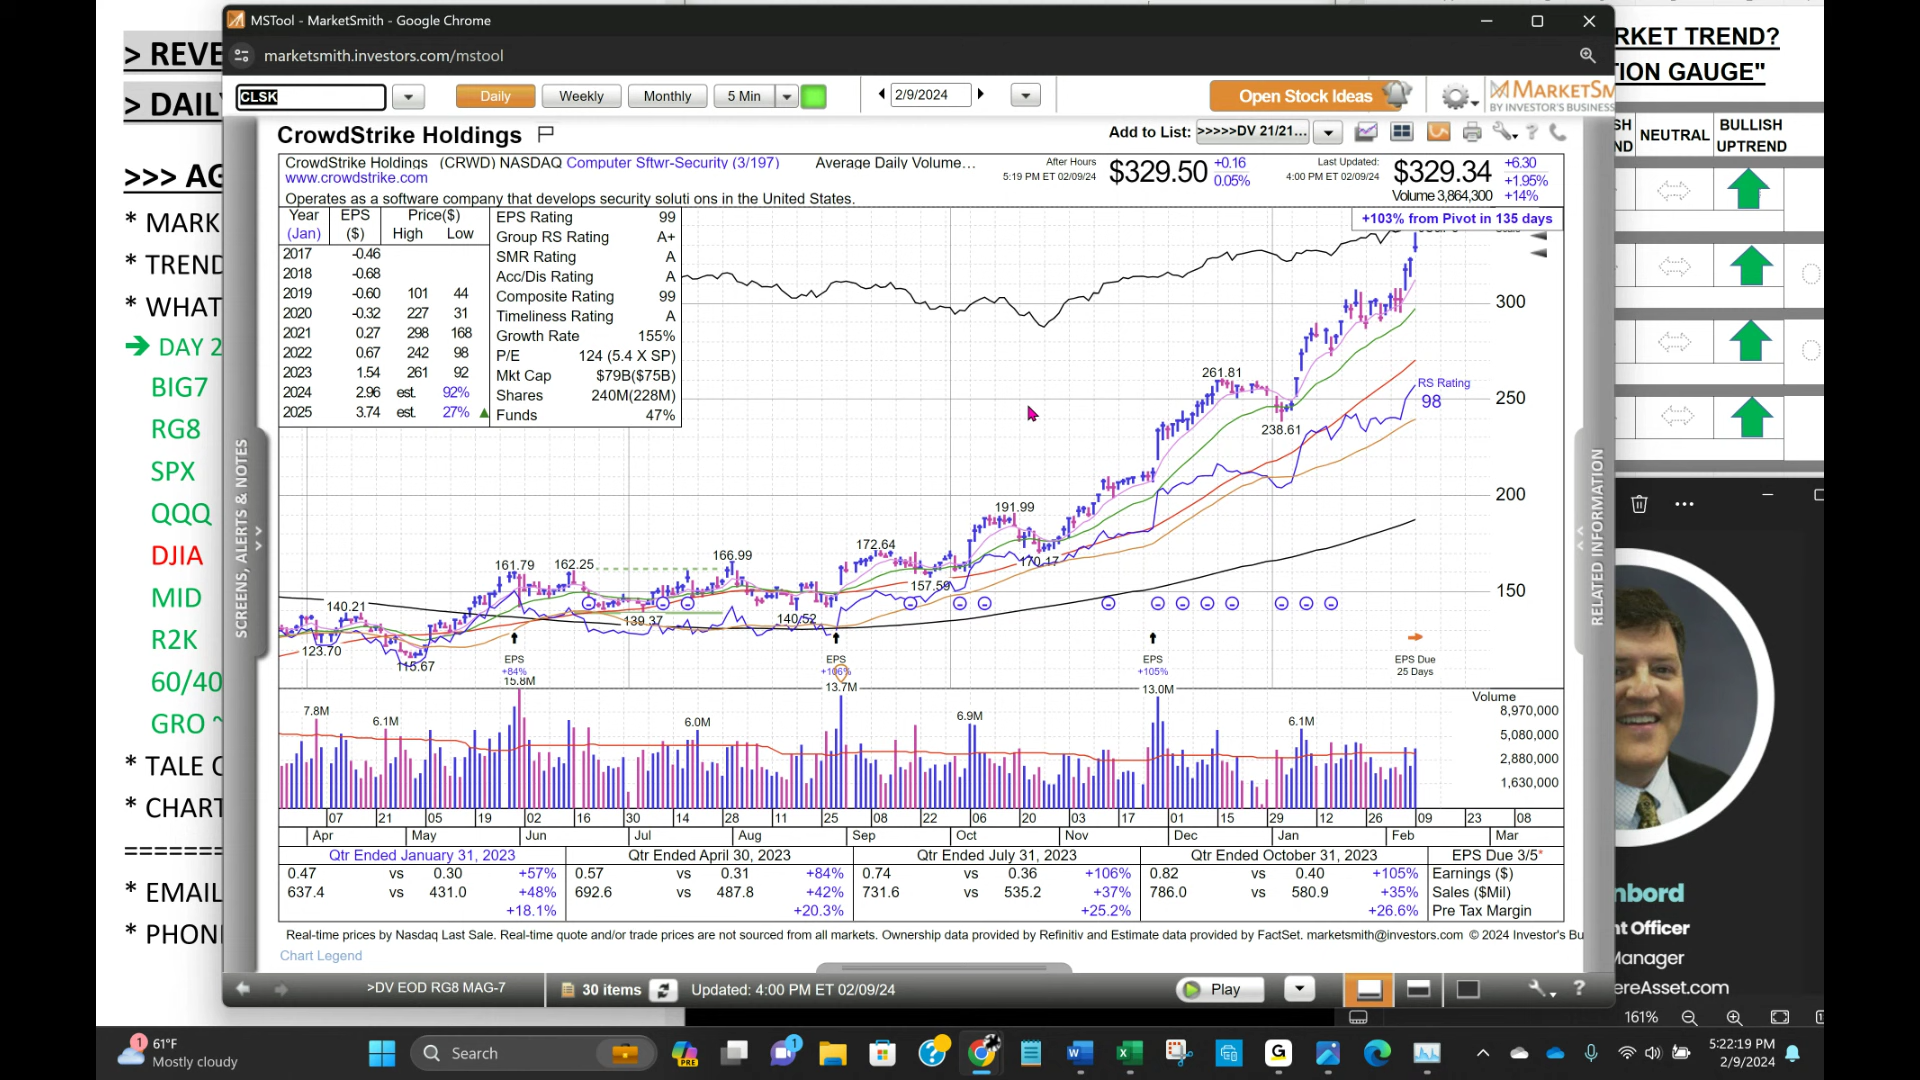 MSTool - MarketSmith - Google Chrome
marketsmith.investors.com/mstool
> REVE
> DAIL
>>> AG
* MARK
* TREND
* WHAT
DAY 2
BIG7
RG8
SPX
QQQ
DJIA
MID
R2K
60/40
GRO ~
* TALE O
* CHART
* EMAIL
* PHON
CLSK
Daily
Weekly
Monthly
5 Min
2/9/2024
Open Stock Ideas
MARKETSM
BY INVESTOR'S BUSINESS
CrowdStrike Holdings
Add to List:
>>>>>DV 21/21...
CrowdStrike Holdings (CRWD) NASDAQ Computer Sftwr-Security (3/197) Average Daily Volume…
www.crowdstrike.com
Operates as a software company that develops security soluti ons in the United States.
After Hours
5:19 PM ET 02/09/24
$329.50
+0.16
0.05%
Last Updated:
4:00 PM ET 02/09/24
$329.34
+6.30
+1.95%
Volume 3,864,300 +14%
+103% from Pivot in 135 days
Year EPS Price($)
(Jan) ($) High Low
2017 -0.46
2018 -0.68
2019 -0.60 101 44
2020 -0.32 227 31
2021 0.27 298 168
2022 0.67 242 98
2023 1.54 261 92
2024 2.96 est. 92%
2025 3.74 est. 27%
EPS Rating 99
Group RS Rating A+
SMR Rating A
Acc/Dis Rating A
Composite Rating 99
Timeliness Rating A
Growth Rate 155%
P/E 124 (5.4 X SP)
Mkt Cap $79B($75B)
Shares 240M(228M)
Funds 47%
300
250
200
150
RS Rating
98
261.81
238.61
191.99
170.17
172.64
157.59
166.99
162.25
161.79
140.52
139.37
140.21
123.70
115.67
EPS
+84%
15.8M
EPS
+106%
13.7M
EPS
+105%
13.0M
EPS Due
25 Days
7.8M
6.1M
6.0M
6.9M
6.1M
Volume
8,970,000
5,080,000
2,880,000
1,630,000
07 21 05 19 02 16 30 14 28 11 25 08 22 06 20 03 17 01 15 29 12 26 09 23 08
Apr May Jun Jul Aug Sep Oct Nov Dec Jan Feb Mar
Qtr Ended January 31, 2023 Qtr Ended April 30, 2023 Qtr Ended July 31, 2023 Qtr Ended October 31, 2023 EPS Due 3/5*
0.47 vs 0.30 +57% 0.57 vs 0.31 +84% 0.74 vs 0.36 +106% 0.82 vs 0.40 +105% Earnings ($)
637.4 vs 431.0 +48% 692.6 vs 487.8 +42% 731.6 vs 535.2 +37% 786.0 vs 580.9 +35% Sales ($Mil)
+18.1% +20.3% +25.2% +26.6% Pre Tax Margin
Real-time prices by Nasdaq Last Sale. Real-time quote and/or trade prices are not sourced from all markets. Ownership data provided by Refinitiv and Estimate data provided by FactSet. marketsmith@investors.com © 2024 Investor's Bu
Chart Legend
SCREENS, ALERTS & NOTES
RELATED INFORMATION
>DV EOD RG8 MAG-7
30 items
Updated: 4:00 PM ET 02/09/24
Play
RKET TREND?
ION GAUGE"
SH
ND
NEUTRAL
BULLISH
UPTREND
nbord
nt Officer
Manager
ereAsset.com
161%
1
61°F
Mostly cloudy
Search
PRE
1
5:22:19 PM
2/9/2024